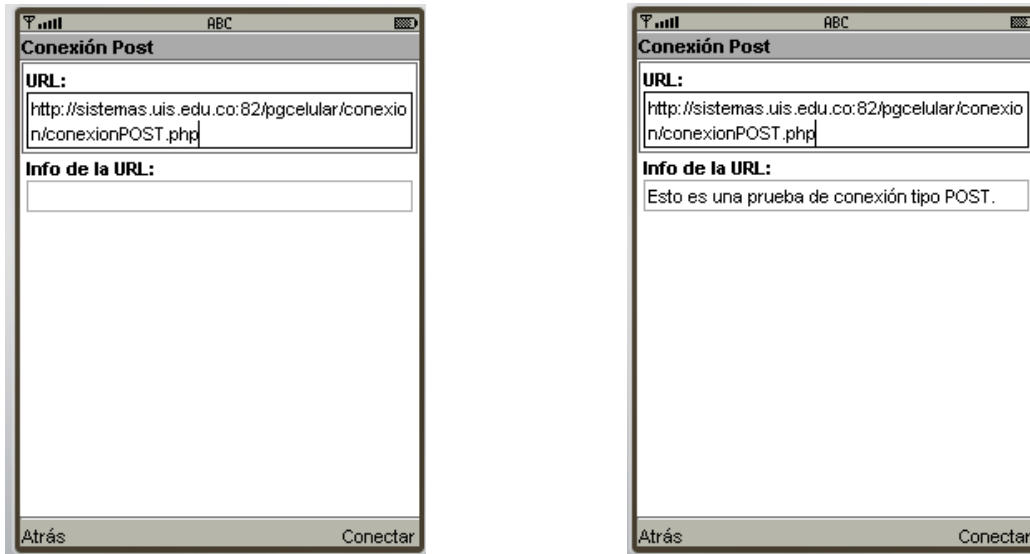 ABC
Conexión Post
URL:
http://sistemas.uis.edu.co:82/pgcelular/conexio
n/conexionPOST.php
Info de la URL:
Atrás Conectar
ABC
Conexión Post
URL:
http://sistemas.uis.edu.co:82/pgcelular/conexio
n/conexionPOST.php
Info de la URL:
Esto es una prueba de conexión tipo POST.
Atrás Conectar